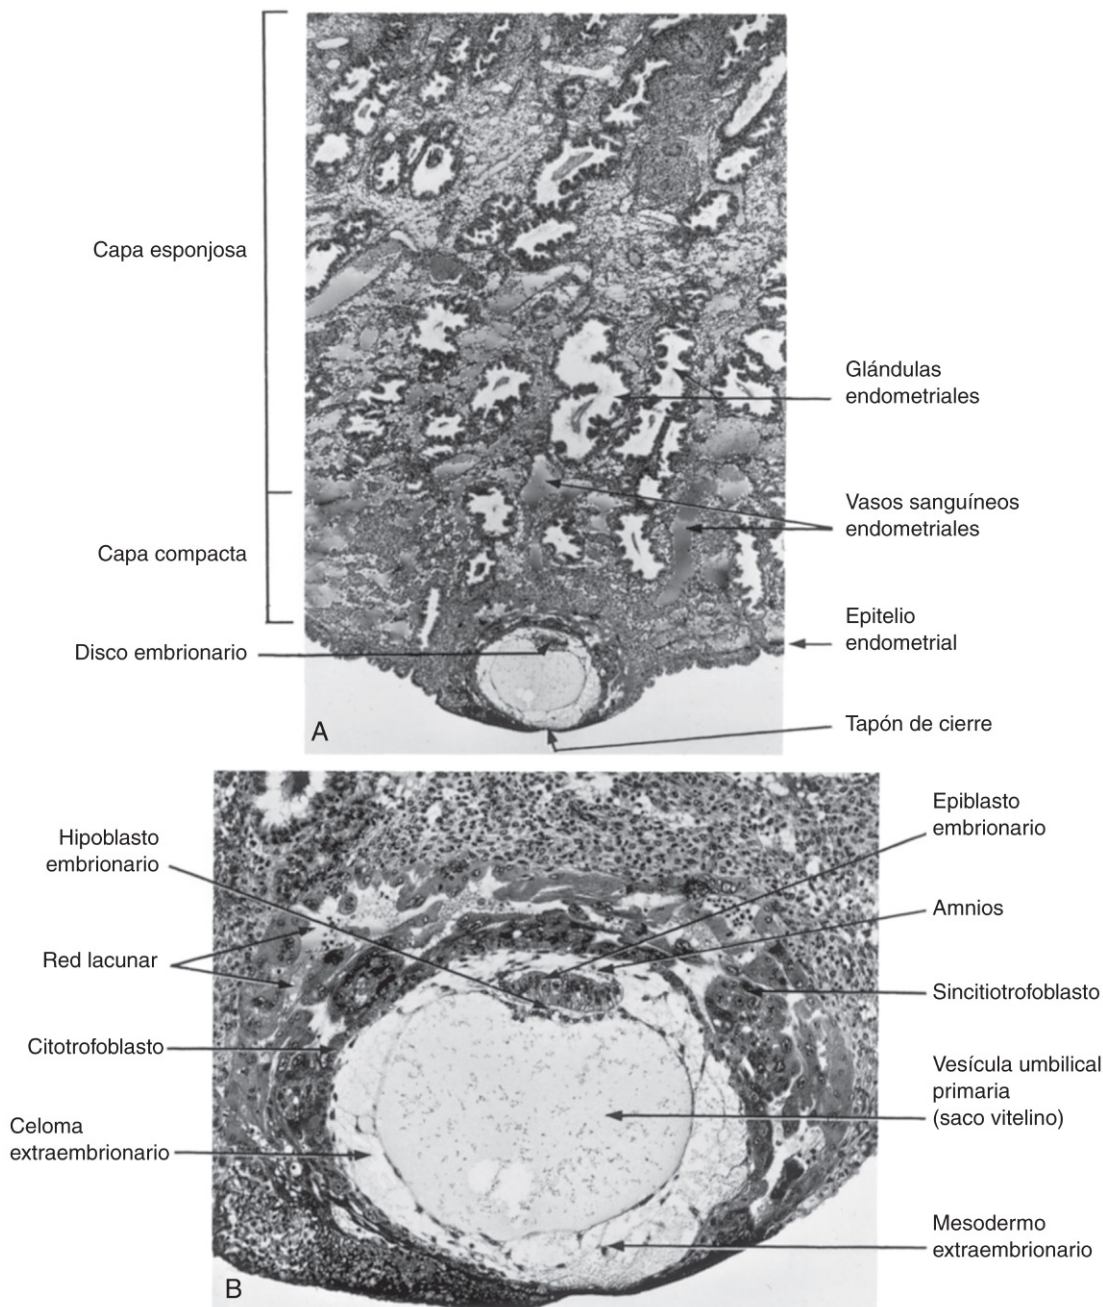 Capa esponjosa
Glándulas
endometriales
Vasos sanguíneos
endometriales
Capa compacta
Epitelio
endometrial
Disco embrionario
Tapón de cierre
A
Epiblasto
embrionario
Hipoblasto
embrionario
Amnios
Red lacunar
Sincitiotrofoblasto
Citotrofoblasto
Vesícula umbilical
primaria
(saco vitelino)
Celoma
extraembrionario
Mesodermo
extraembrionario
B